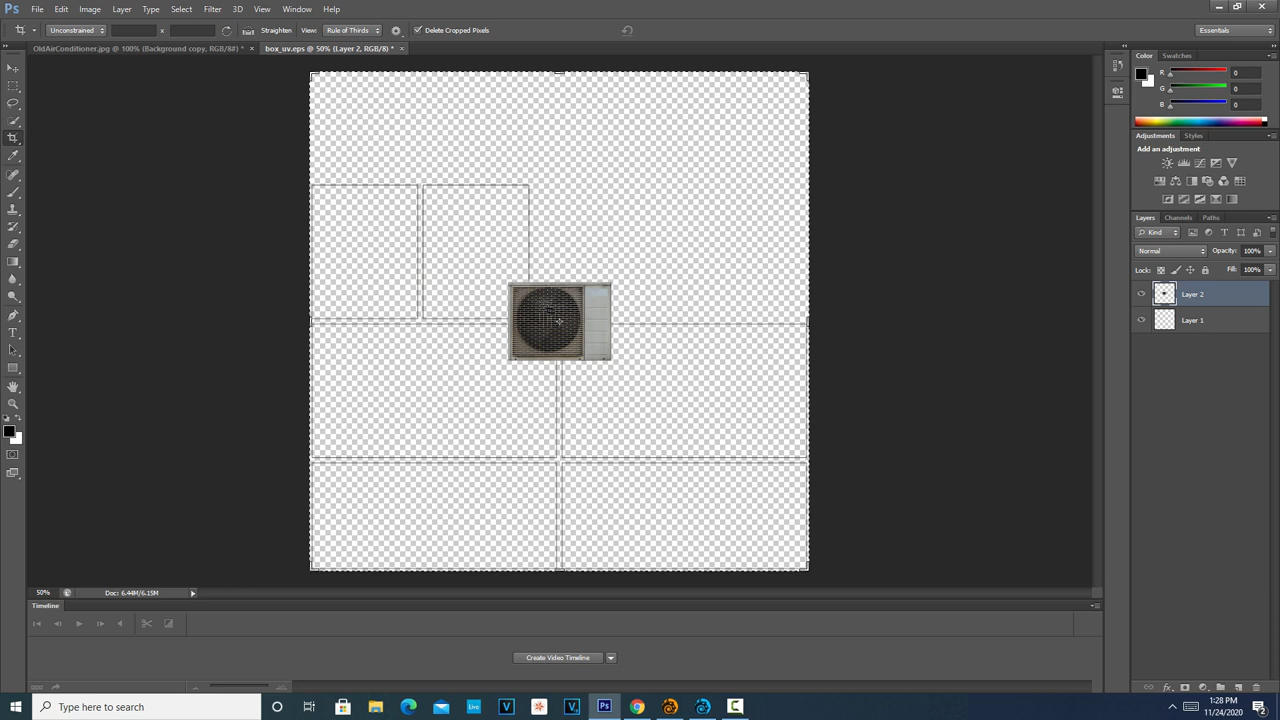 Ps File Edit Image Layer Type Select Filter 3D View Window Help
Unconstrained x Straighten View: Rule of Thirds Delete Cropped Pixels Essentials
OldAirConditioner.jpg @ 100% (Background copy, RGB/8#) * × box_uv.eps @ 50% (Layer 2, RGB/8) * ×
Color Swatches
R 0
G 0
B 0
Adjustments Styles
Add an adjustment
Layers Channels Paths
Kind
Normal Opacity: 100%
Lock: Fill: 100%
Layer 2
Layer 1
50% Doc: 6.44M/6.15M
Timeline
Create Video Timeline
Type here to search
1:28 PM
11/24/2020